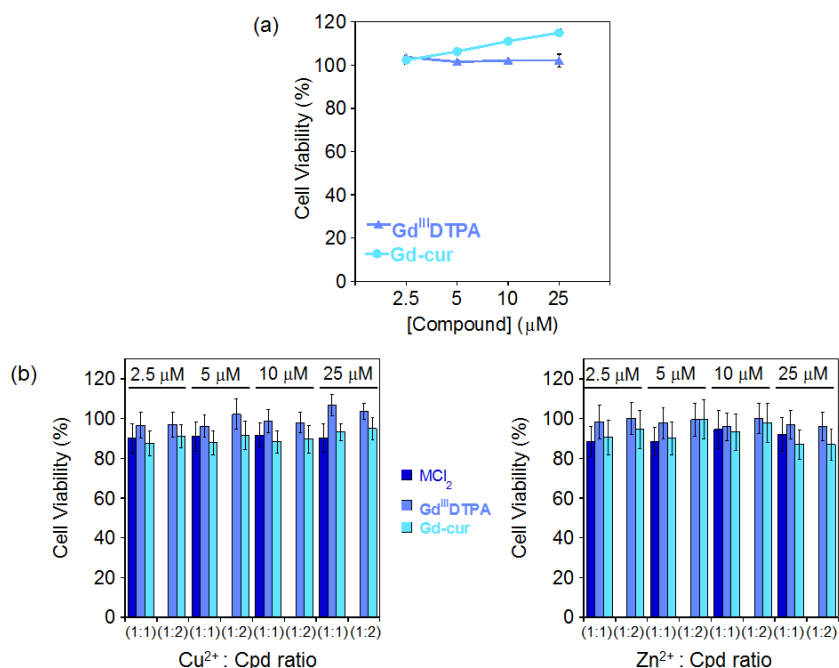 (a)
120
100
80
60
40
20
0
Cell Viability (%)
Gd^IIIDTPA
Gd-cur
2.5 5 10 25
[Compound] (μM)
(b)
120
100
80
60
40
20
0
Cell Viability (%)
2.5 μM 5 μM 10 μM 25 μM
(1:1) (1:2) (1:1) (1:2) (1:1) (1:2) (1:1) (1:2)
Cu²⁺ : Cpd ratio
MCl₂
Gd^IIIDTPA
Gd-cur
120
100
80
60
40
20
0
Cell Viability (%)
2.5 μM 5 μM 10 μM 25 μM
(1:1) (1:2) (1:1) (1:2) (1:1) (1:2) (1:1) (1:2)
Zn²⁺ : Cpd ratio